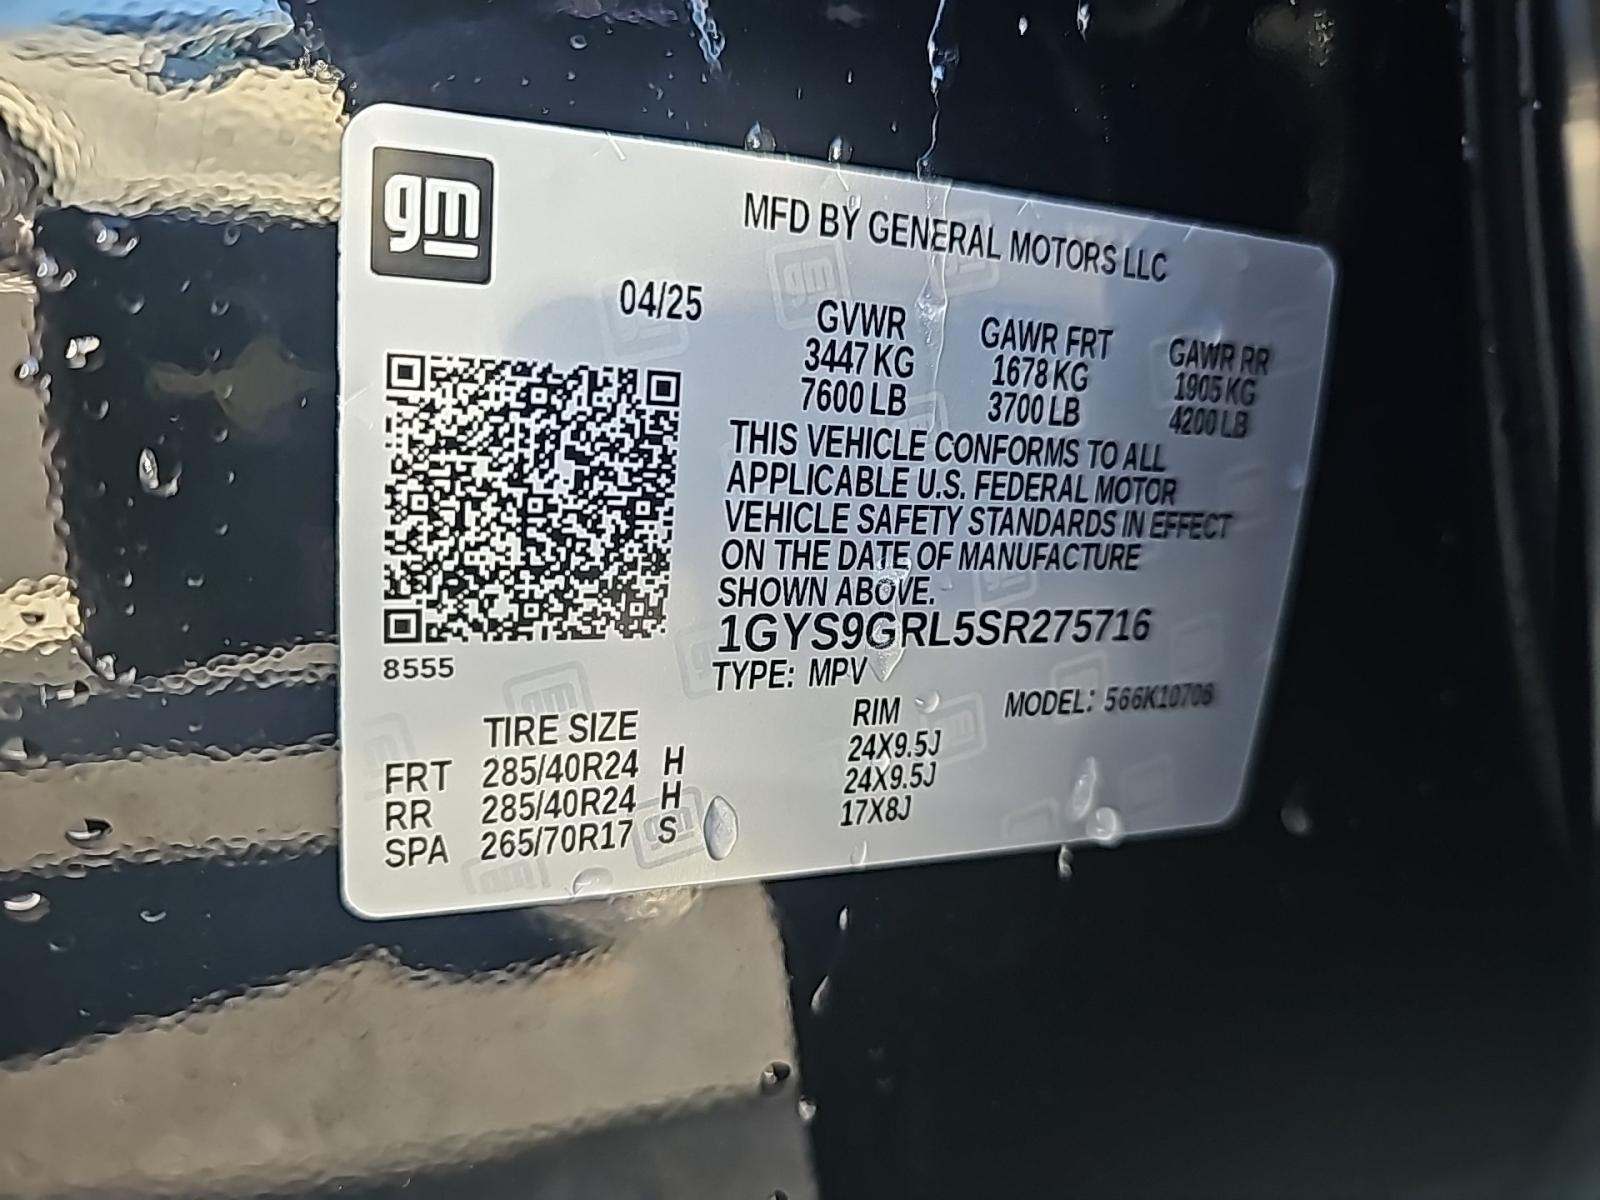 gm
MFD BY GENERAL MOTORS LLC
04/25
GVWR GAWR FRT GAWR RR
3447 KG 1678 KG 1905 KG
7600 LB 3700 LB 4200 LB
THIS VEHICLE CONFORMS TO ALL
APPLICABLE U.S. FEDERAL MOTOR
VEHICLE SAFETY STANDARDS IN EFFECT
ON THE DATE OF MANUFACTURE
SHOWN ABOVE.
1GYS9GRL5SR275716
8555
TYPE: MPV MODEL: 566K10706
TIRE SIZE RIM
FRT 285/40R24 H 24X9.5J
RR 285/40R24 H 24X9.5J
SPA 265/70R17 S 17X8J